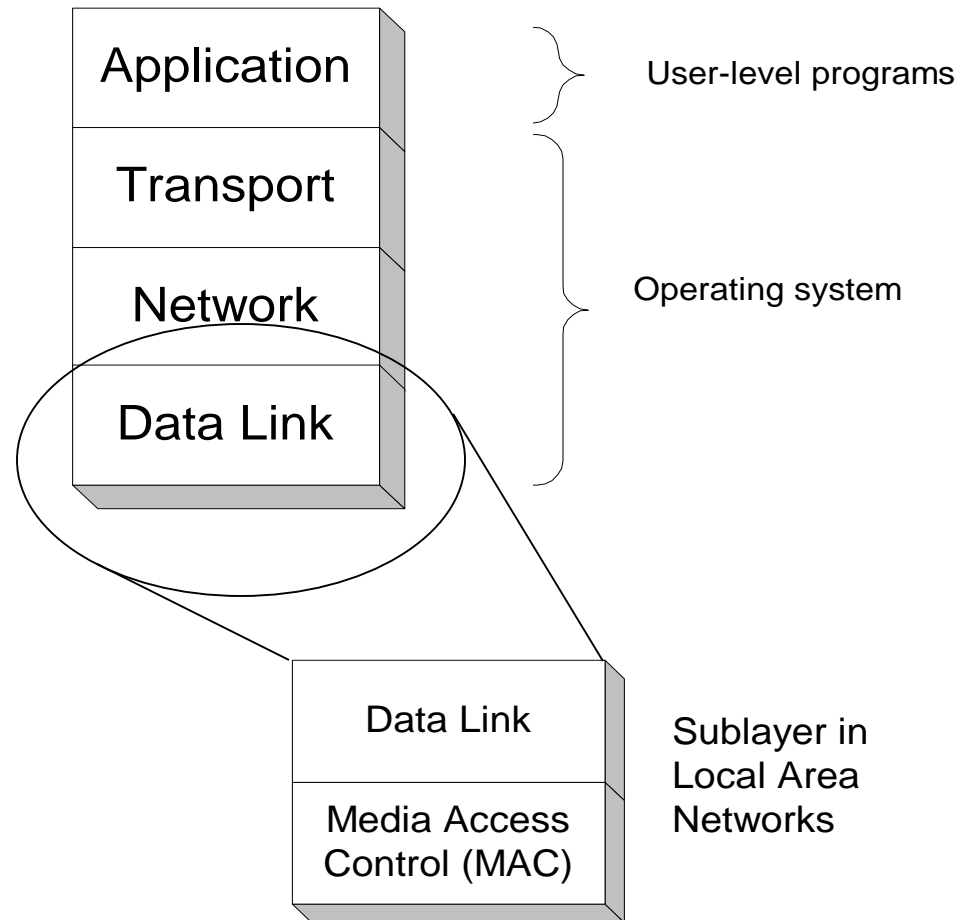 Application
User-level programs
Transport
Network
Operating system
Data Link
Data Link
Media Access
Control (MAC)
Sublayer in
Local Area
Networks